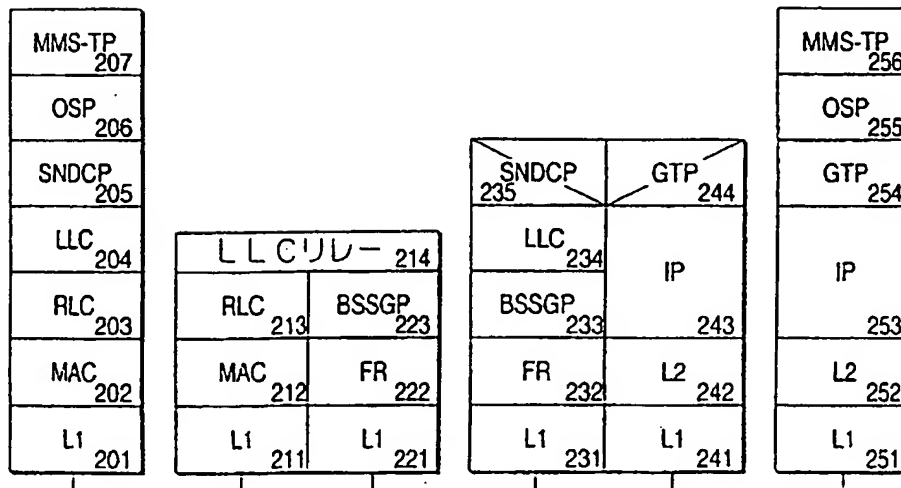 MMS-TP
207
OSP
206
SNDCP
205
LLC
204
RLC
203
MAC
202
L1
201
LLCリレー
214
RLC
213
BSSGP
223
MAC
212
FR
222
L1
211
L1
221
SNDCP
235
GTP
244
LLC
234
IP
243
BSSGP
233
FR
232
L2
242
L1
231
L1
241
MMS-TP
256
OSP
255
GTP
254
IP
253
L2
252
L1
251